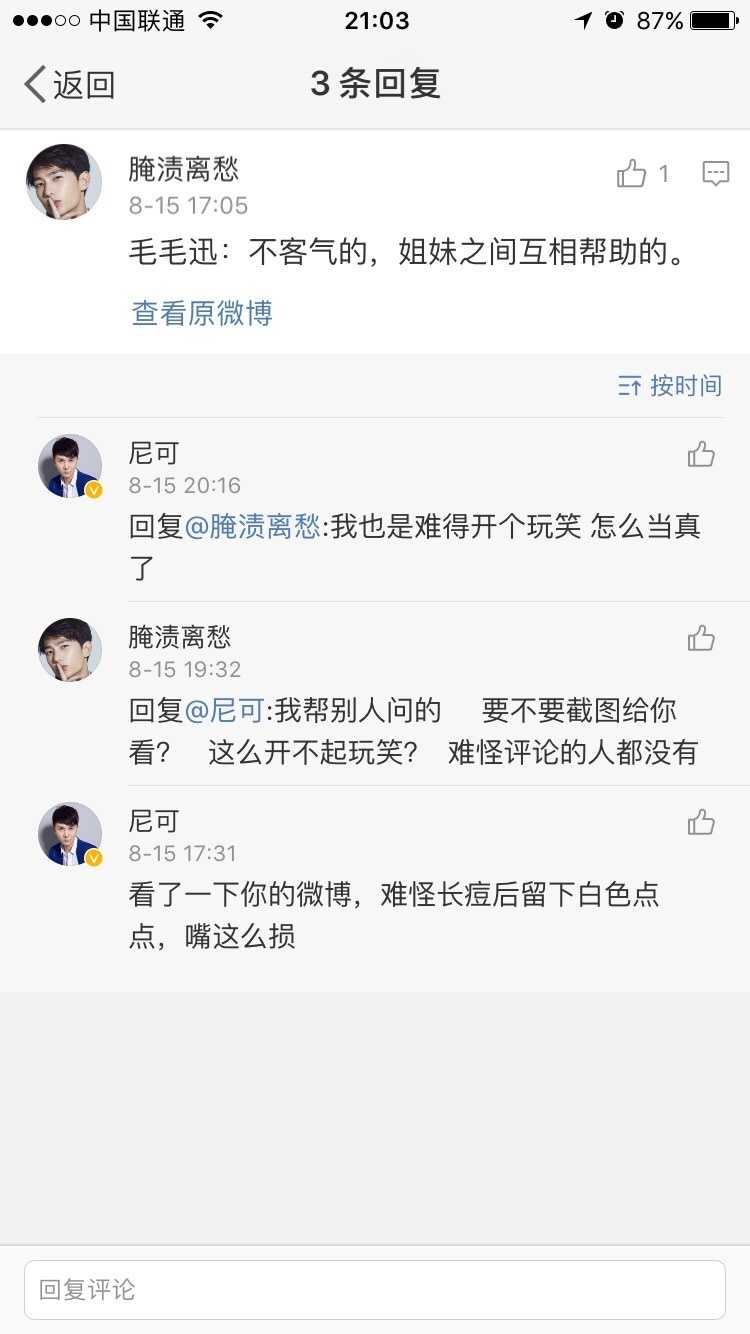 中国联通 21:03 87%
返回 3 条回复
腌渍离愁 1
8-15 17:05
毛毛迅：不客气的，姐妹之间互相帮助的。
查看原微博
按时间
尼可
8-15 20:16
回复@腌渍离愁:我也是难得开个玩笑 怎么当真
了
腌渍离愁
8-15 19:32
回复@尼可:我帮别人问的 要不要截图给你
看? 这么开不起玩笑? 难怪评论的人都没有
尼可
8-15 17:31
看了一下你的微博，难怪长痘后留下白色点
点，嘴这么损
回复评论